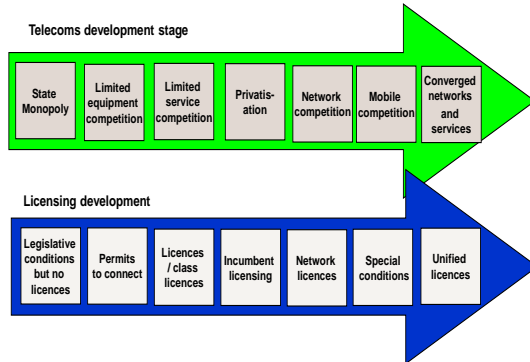 Telecoms development stage
State
Monopoly
Limited
equipment
competition
Limited
service
competition
Privatis-
ation
Network
competition
Mobile
competition
Converged
networks
and
services
Licensing development
Legislative
conditions
but no
licences
Permits
to connect
Licences
/ class
licences
Incumbent
licensing
Network
licences
Special
conditions
Unified
licences